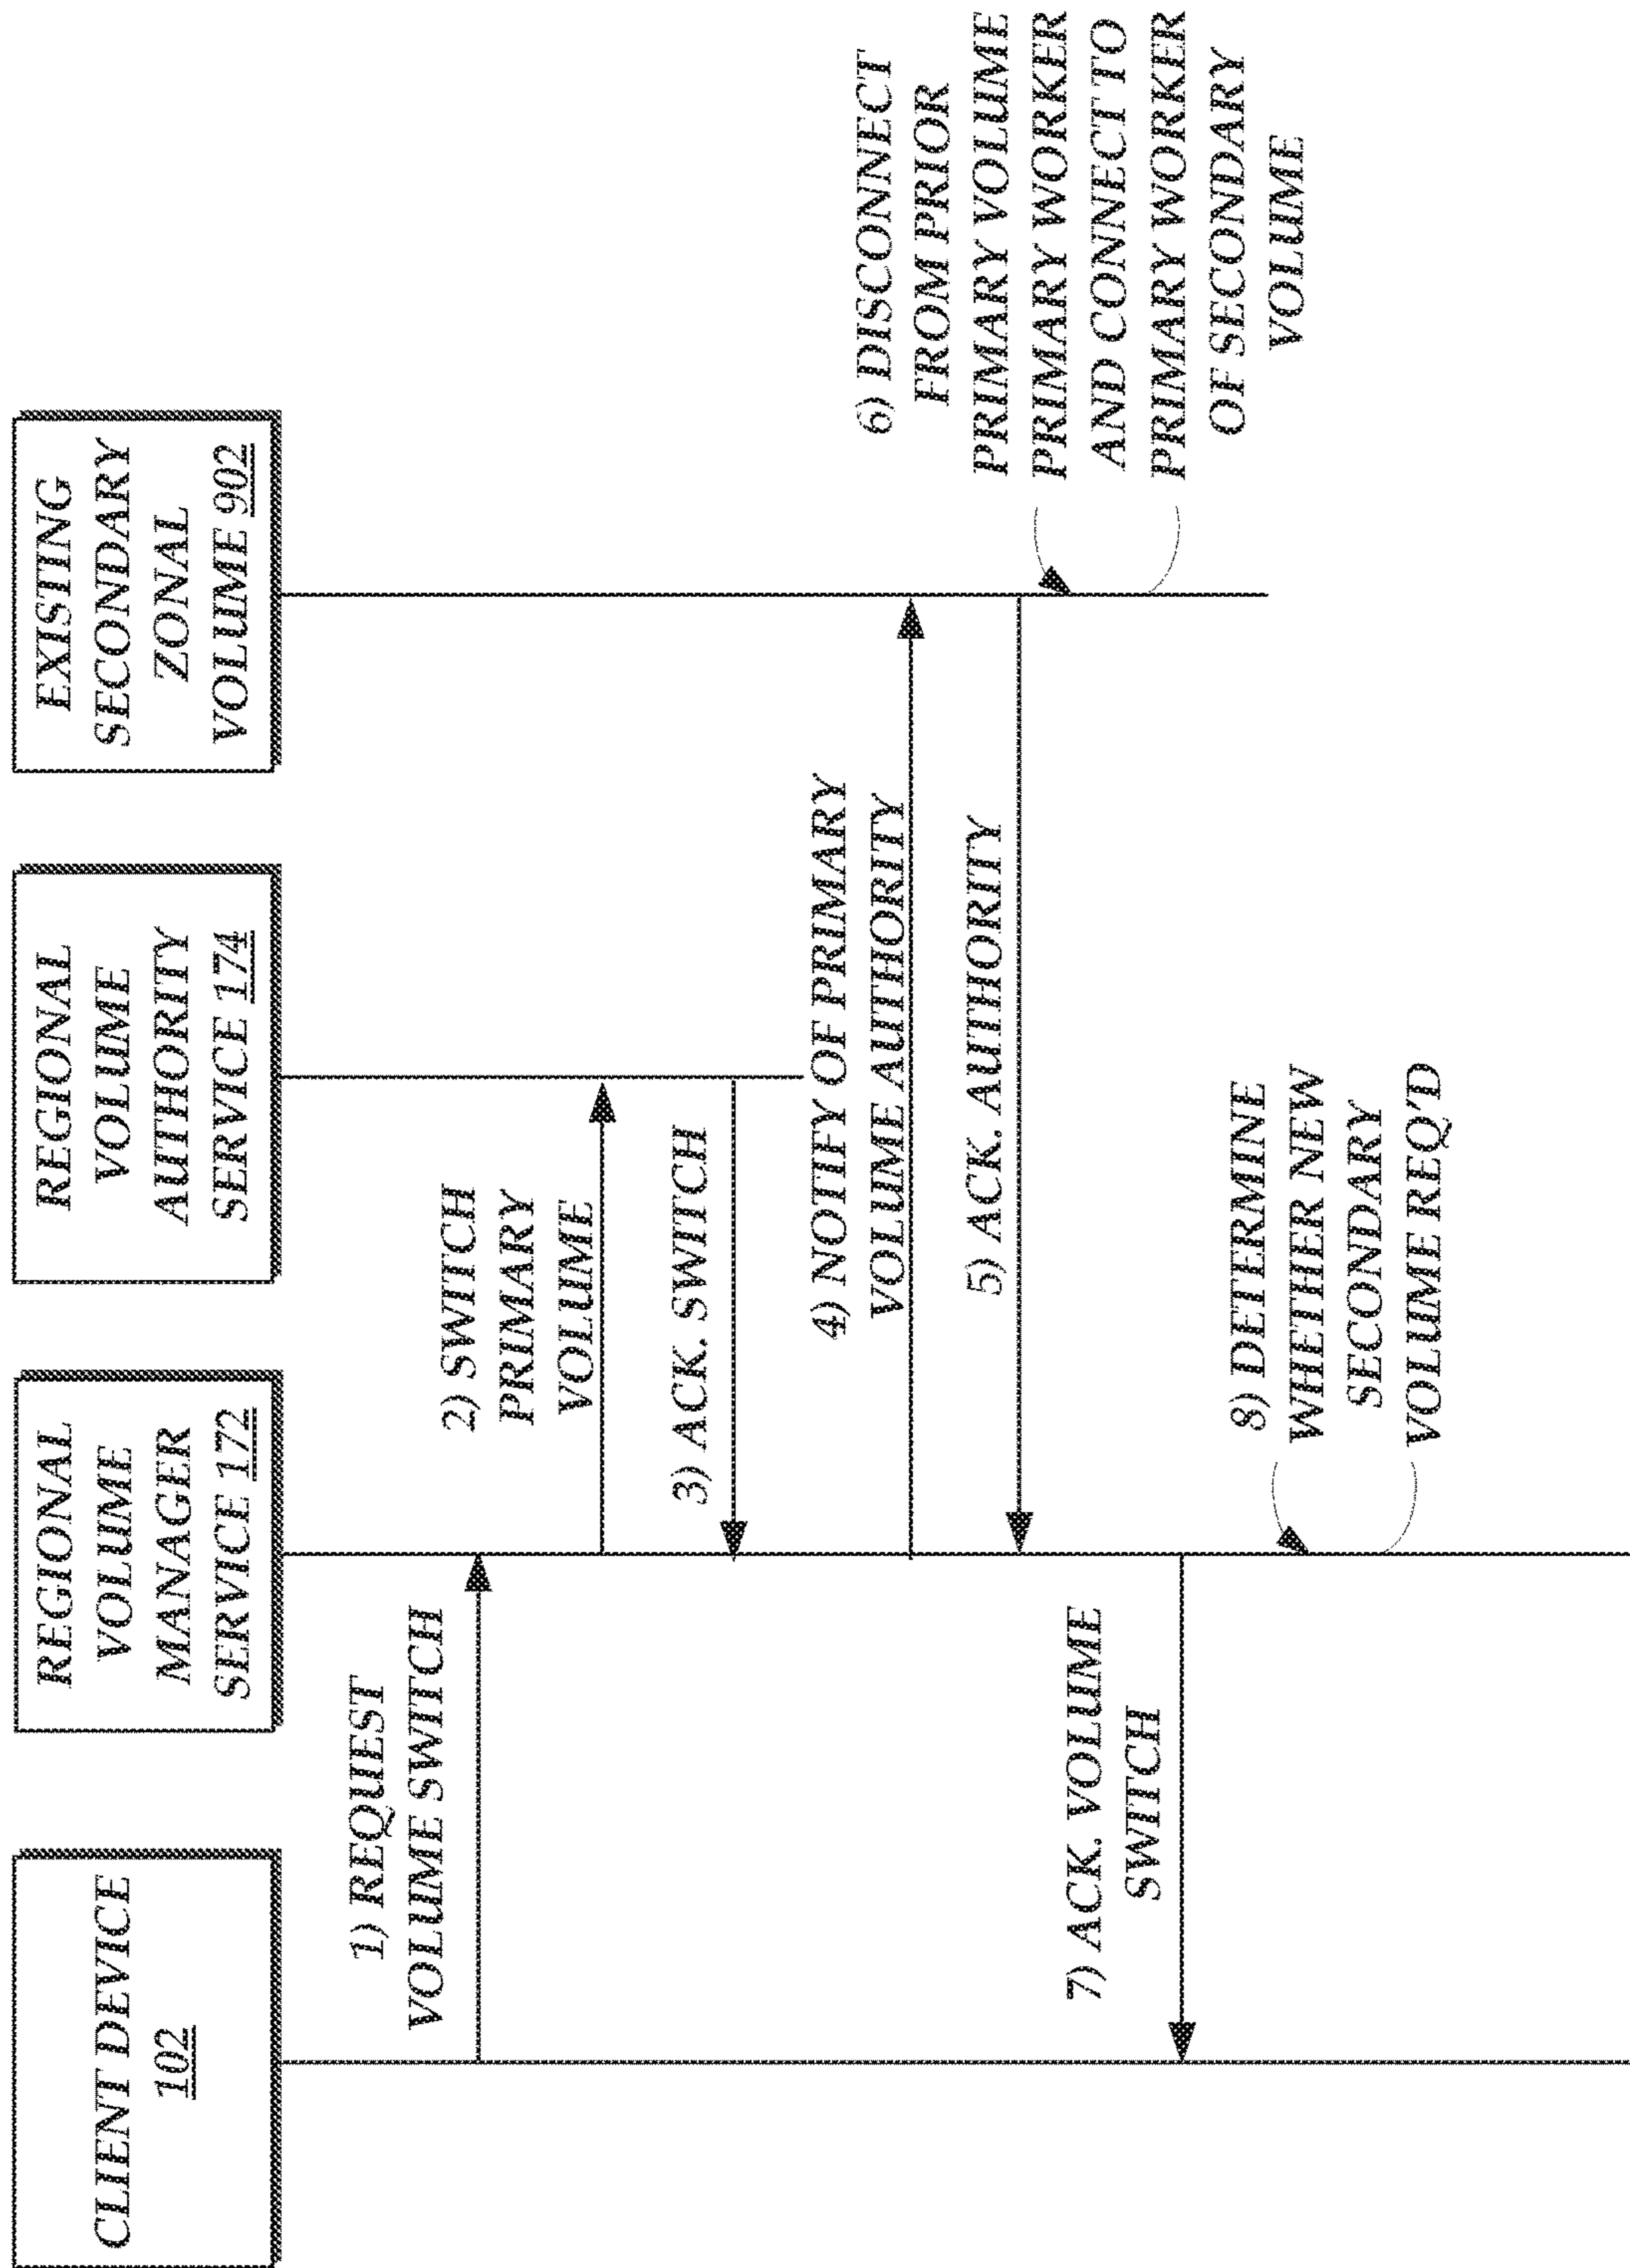 CLIENT DEVICE
102
REGIONAL
VOLUME
MANAGER
SERVICE 172
REGIONAL
VOLUME
AUTHORITY
SERVICE 174
EXISTING
SECONDARY
ZONAL
VOLUME 902
1) REQUEST
VOLUME SWITCH
2) SWITCH
PRIMARY
VOLUME
3) ACK. SWITCH
4) NOTIFY OF PRIMARY
VOLUME AUTHORITY
5) ACK. AUTHORITY
6) DISCONNECT
FROM PRIOR
PRIMARY VOLUME
PRIMARY WORKER
AND CONNECT TO
PRIMARY WORKER
OF SECONDARY
VOLUME
7) ACK. VOLUME
SWITCH
8) DETERMINE
WHETHER NEW
SECONDARY
VOLUME REQ'D